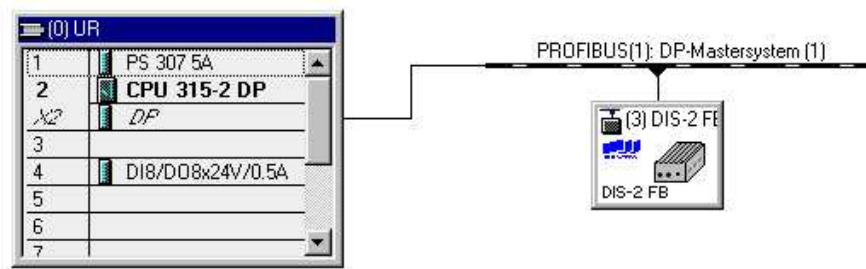 (0) UR
1 PS 307 5A
2 CPU 315-2 DP
X2 DP
3
4 DI8/DO8x24V/0.5A
5
6
7
PROFIBUS(1): DP-Mastersystem (1)
(3) DIS-2 FE
DIS-2 FB